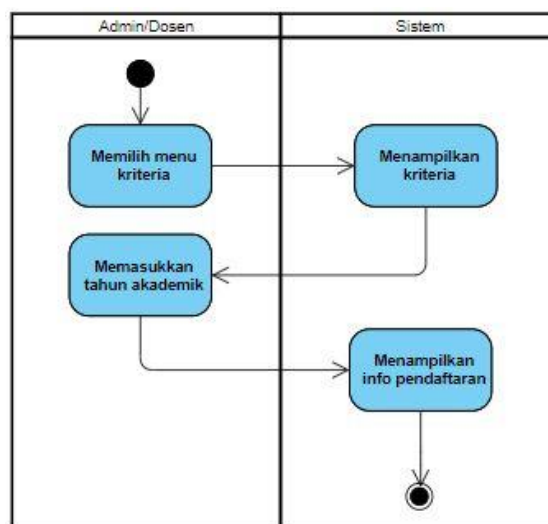 Admin/Dosen
Sistem
Memilih menu
kriteria
Menampilkan
kriteria
Memasukkan
tahun akademik
Menampilkan
info pendaftaran